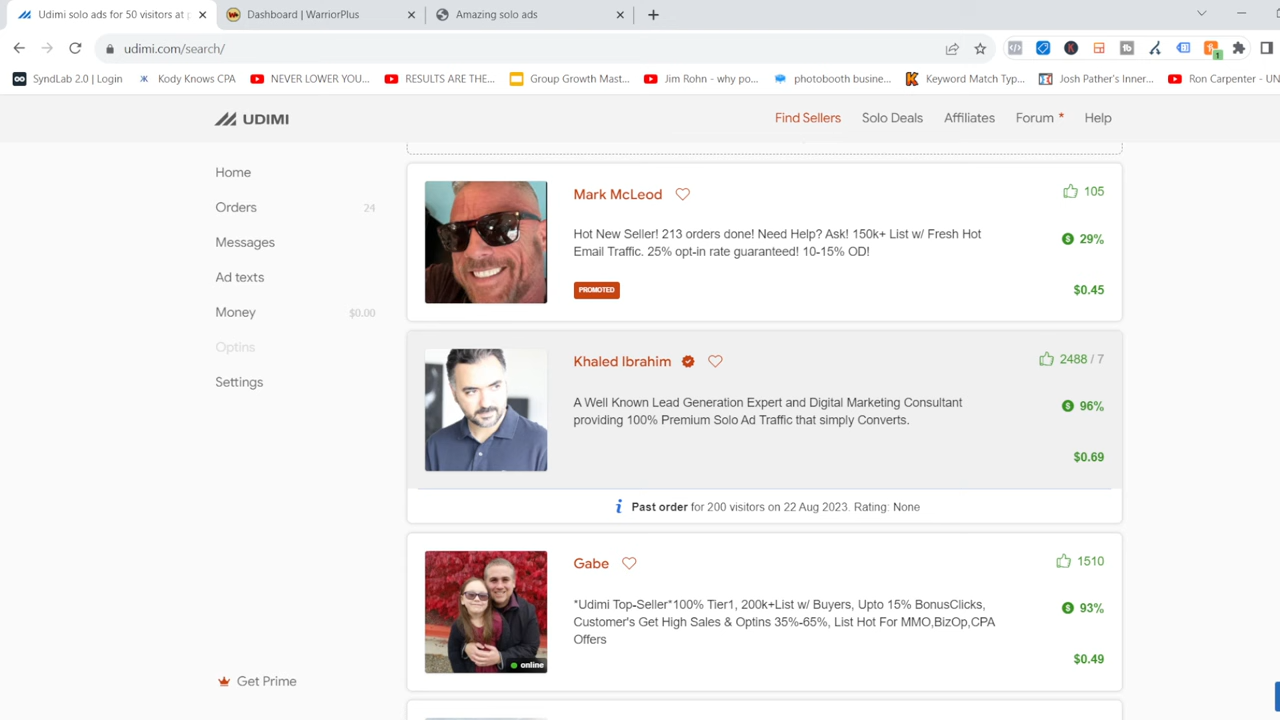 Udimi solo ads for 50 visitors at
Dashboard | WarriorPlus
Amazing solo ads
udimi.com/search/
1
SyndLab 2.0 | Login
Kody Knows CPA
NEVER LOWER YOU...
RESULTS ARE THE...
Group Growth Mast...
Jim Rohn - why po...
photobooth busine...
Keyword Match Typ...
Josh Pather's Inner...
Ron Carpenter - UN
UDIMI
Find Sellers
Solo Deals
Affiliates
Forum *
Help
Home
Orders 24
Messages
Ad texts
Money $0.00
Optins
Settings
Get Prime
Mark McLeod
105
Hot New Seller! 213 orders done! Need Help? Ask! 150k+ List w/ Fresh Hot
Email Traffic. 25% opt-in rate guaranteed! 10-15% OD!
29%
PROMOTED
$0.45
Khaled Ibrahim
2488 / 7
A Well Known Lead Generation Expert and Digital Marketing Consultant
providing 100% Premium Solo Ad Traffic that simply Converts.
96%
$0.69
Past order for 200 visitors on 22 Aug 2023. Rating: None
Gabe
1510
*Udimi Top-Seller*100% Tier1, 200k+List w/ Buyers, Upto 15% BonusClicks,
Customer's Get High Sales & Optins 35%-65%, List Hot For MMO,BizOp,CPA
Offers
93%
online
$0.49